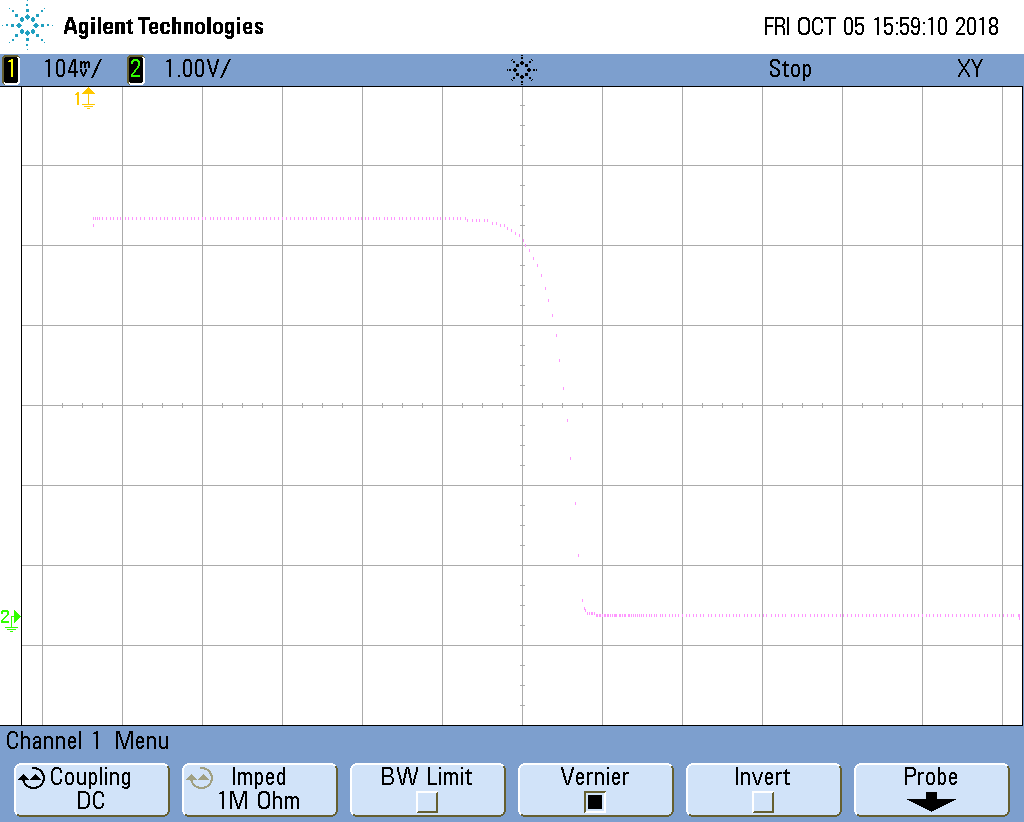 Agilent Technologies FRI OCT 05 15:59:10 2018
1 104mV/ 2 1.00V/ Stop XY
1
2
Channel 1 Menu
Coupling Imped BW Limit Vernier Invert Probe
DC 1M Ohm